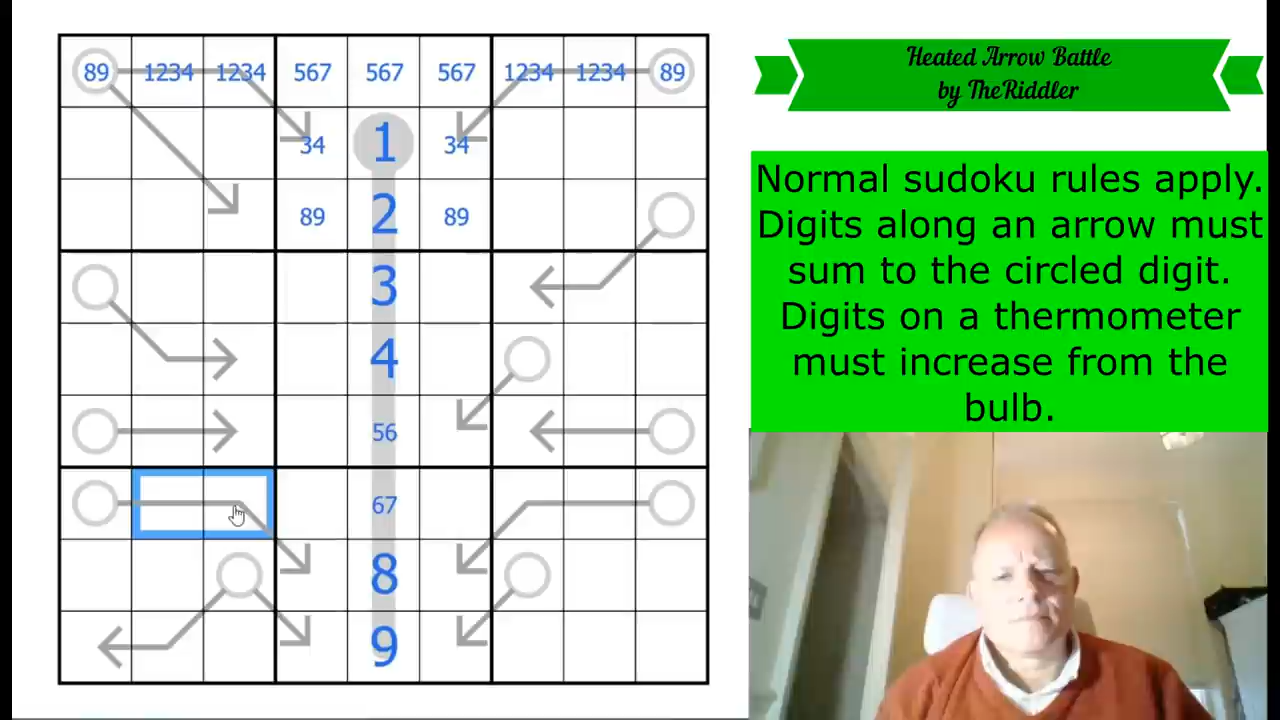 Heated Arrow Battle
by TheRiddler
Normal sudoku rules apply.
Digits along an arrow must
sum to the circled digit.
Digits on a thermometer
must increase from the
bulb.
89 1234 1234 567 567 567 1234 1234 89
34 1 34
89 2 89
3
4
56
67
8
9